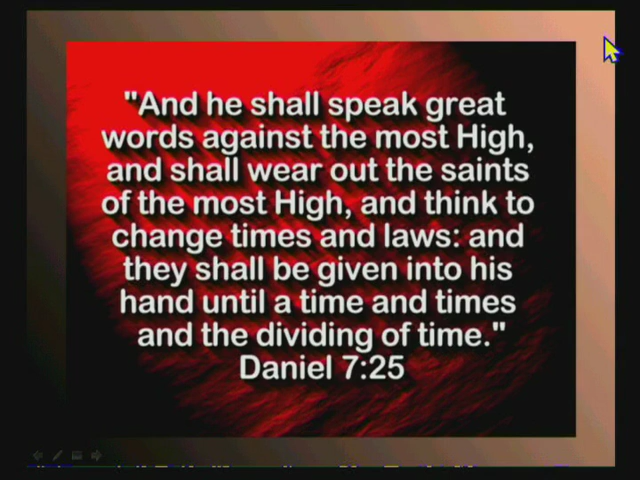 "And he shall speak great
words against the most High,
and shall wear out the saints
of the most High, and think to
change times and laws: and
they shall be given into his
hand until a time and times
and the dividing of time."
Daniel 7:25